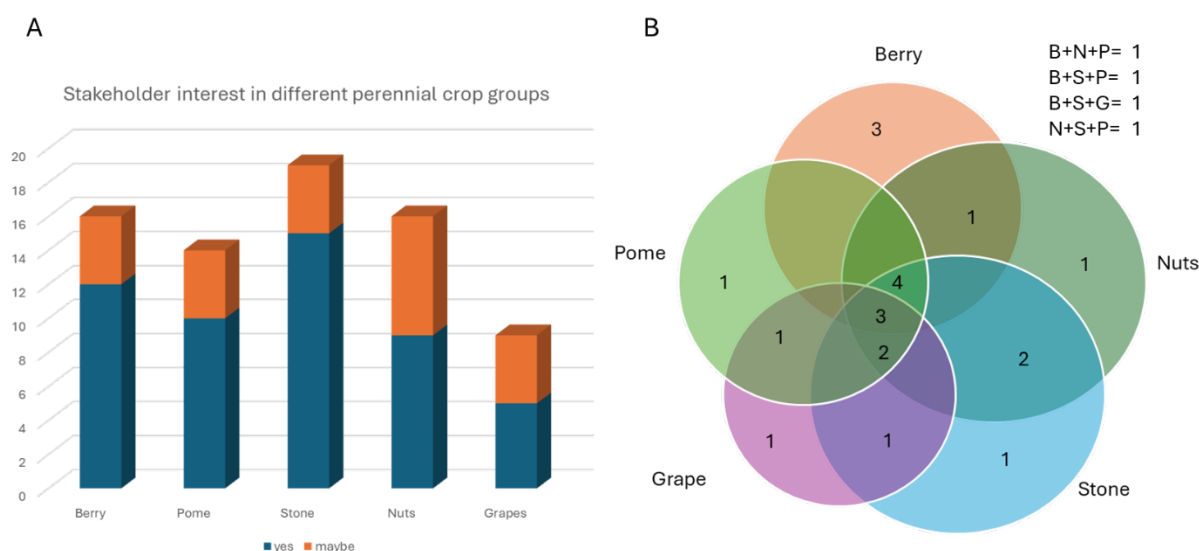 A
Stakeholder interest in different perennial crop groups
20
18
16
14
12
10
8
6
4
2
0
Berry Pome Stone Nuts Grapes
yes maybe
B
B+N+P= 1
B+S+P= 1
B+S+G= 1
N+S+P= 1
Berry
3
1
Pome
1
4
1
Nuts
3
1
2
2
Grape
1
1
1
Stone